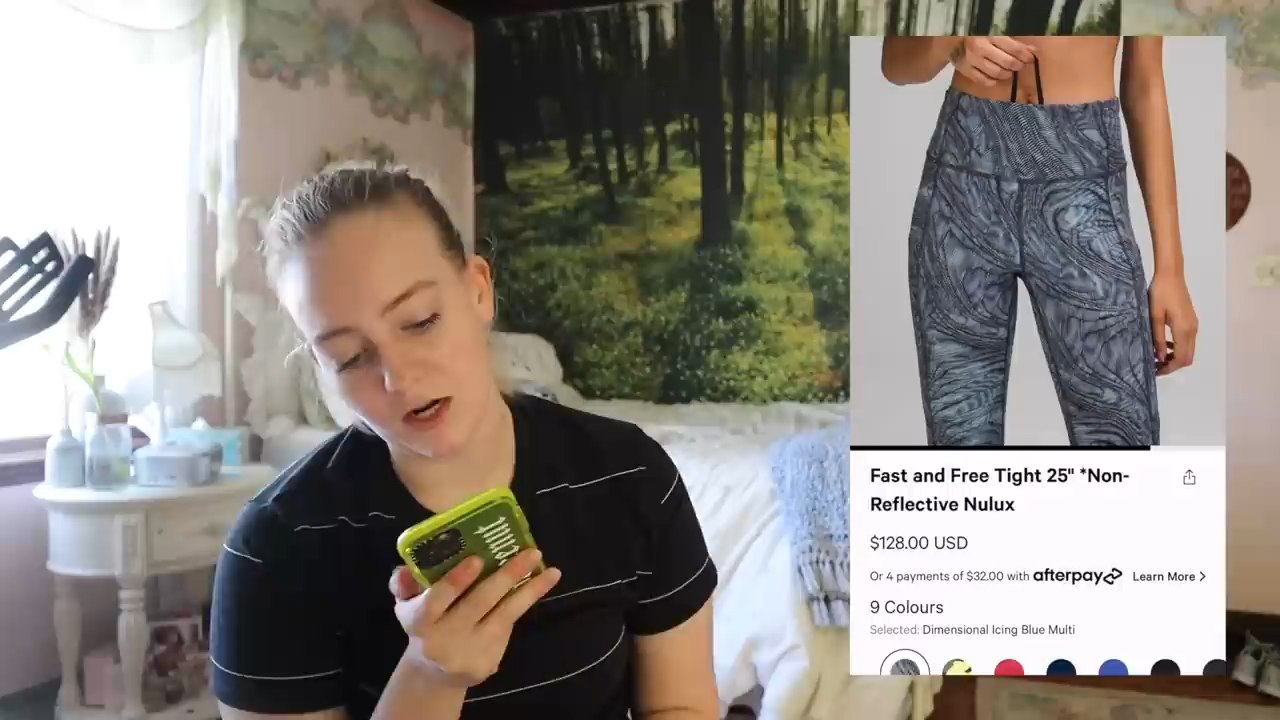 Fast and Free Tight 25" *Non-
Reflective Nulux
$128.00 USD
Or 4 payments of $32.00 with afterpay Learn More >
9 Colours
Selected: Dimensional Icing Blue Multi